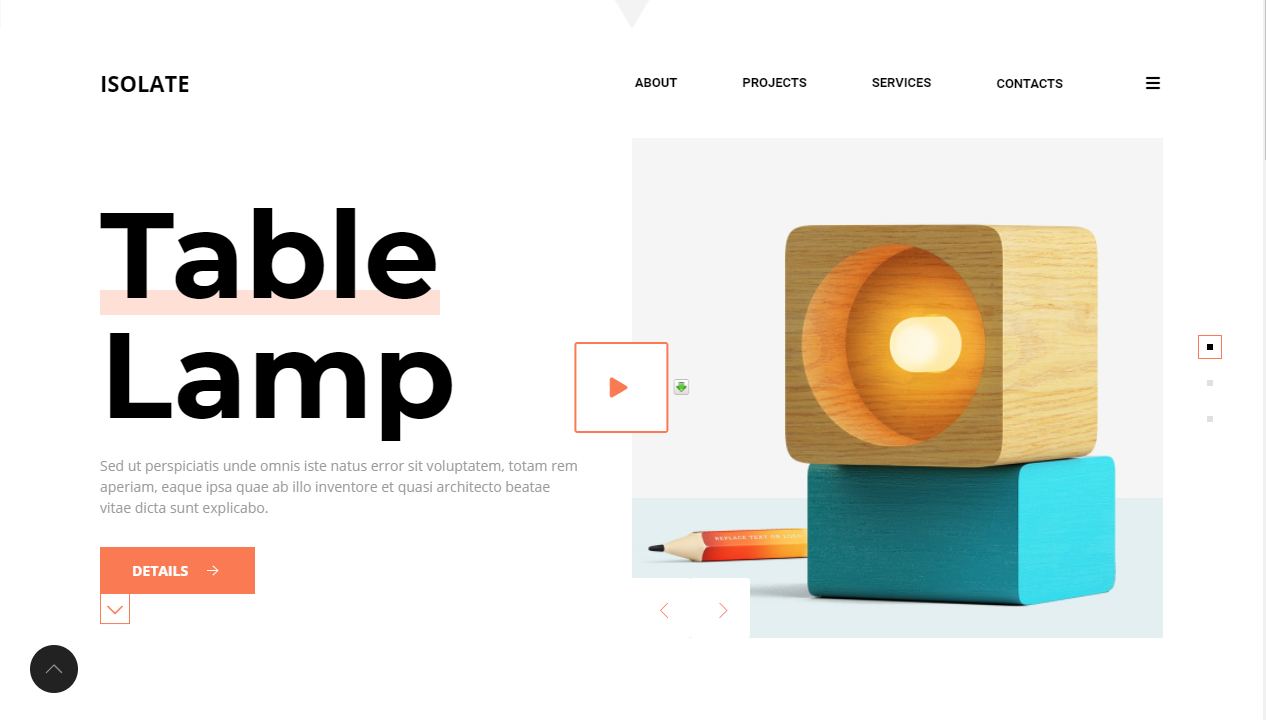 ISOLATE
ABOUT
PROJECTS
SERVICES
CONTACTS
Table
Lamp
Sed ut perspiciatis unde omnis iste natus error sit voluptatem, totam rem
aperiam, eaque ipsa quae ab illo inventore et quasi architecto beatae
vitae dicta sunt explicabo.
DETAILS
REPLACE TEXT OR LOGO